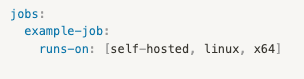 jobs:
  example-job:
    runs-on: [self-hosted, linux, x64]